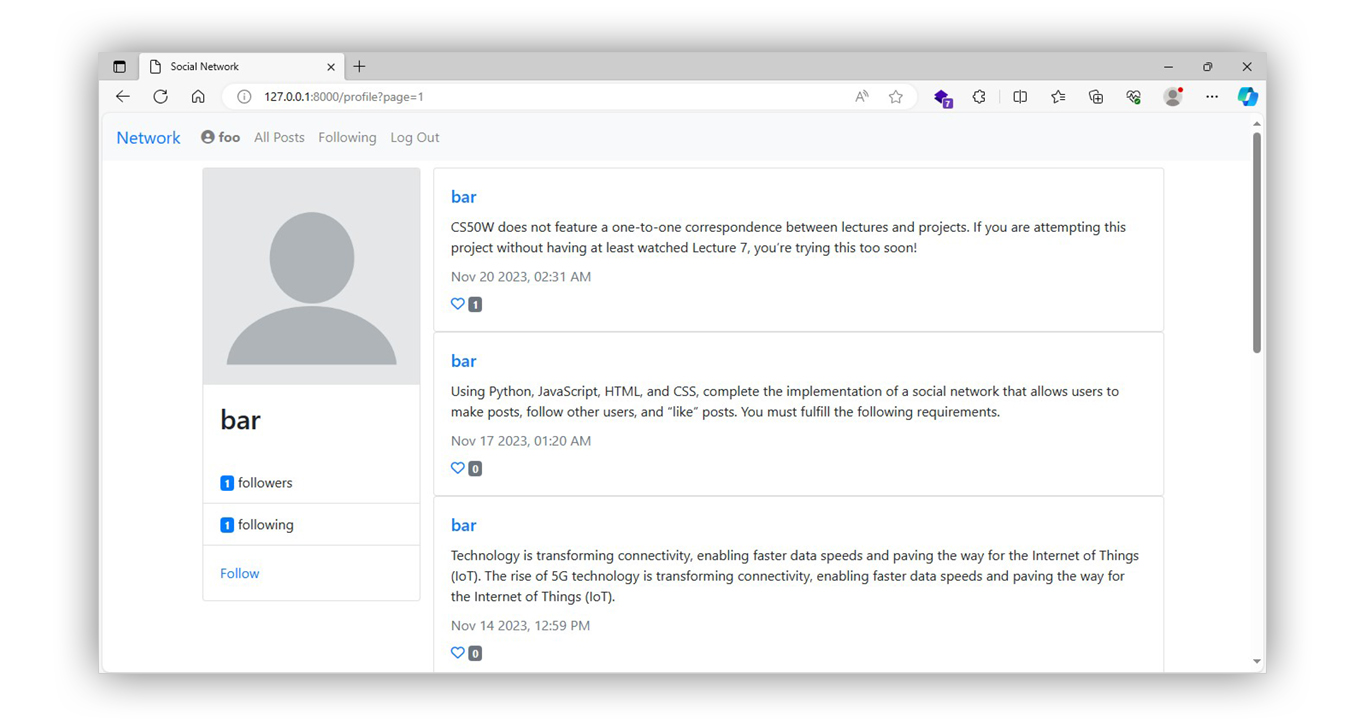 Social Network
127.0.0.1:8000/profile?page=1
7
Network foo All Posts Following Log Out
bar
1 followers
1 following
Follow
bar
CS50W does not feature a one-to-one correspondence between lectures and projects. If you are attempting this
project without having at least watched Lecture 7, you’re trying this too soon!
Nov 20 2023, 02:31 AM
1
bar
Using Python, JavaScript, HTML, and CSS, complete the implementation of a social network that allows users to
make posts, follow other users, and “like” posts. You must fulfill the following requirements.
Nov 17 2023, 01:20 AM
0
bar
Technology is transforming connectivity, enabling faster data speeds and paving the way for the Internet of Things
(IoT). The rise of 5G technology is transforming connectivity, enabling faster data speeds and paving the way for
the Internet of Things (IoT).
Nov 14 2023, 12:59 PM
0